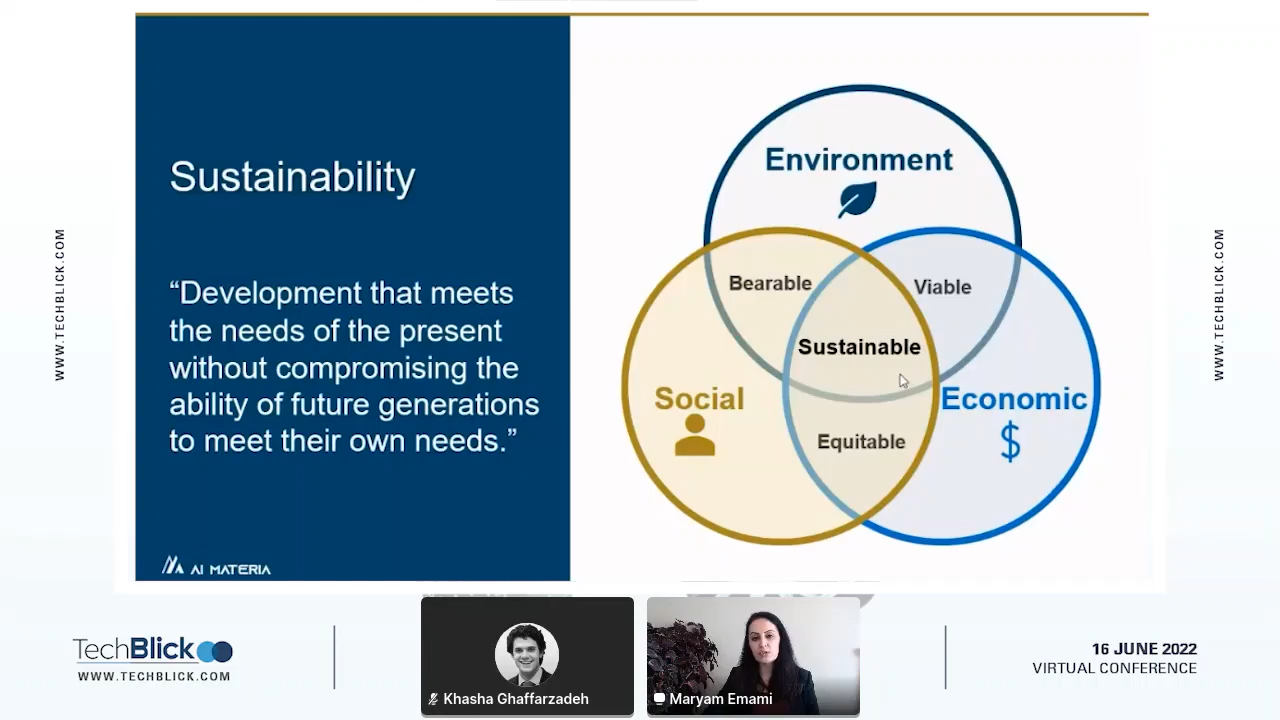 Sustainability
“Development that meets
the needs of the present
without compromising the
ability of future generations
to meet their own needs.”
AI MATERIA
Environment
Bearable
Viable
Sustainable
Social
Economic
$
Equitable
WWW.TECHBLICK.COM
WWW.TECHBLICK.COM
TechBlick
WWW.TECHBLICK.COM
Khasha Ghaffarzadeh
Maryam Emami
16 JUNE 2022
VIRTUAL CONFERENCE